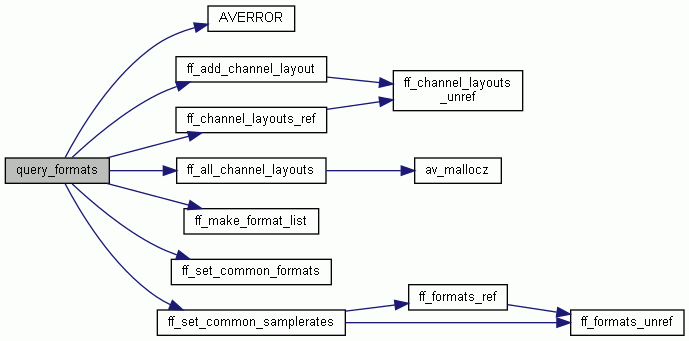 AVERROR
ff_add_channel_layout
ff_channel_layouts
_unref
ff_channel_layouts_ref
query_formats
ff_all_channel_layouts
av_mallocz
ff_make_format_list
ff_set_common_formats
ff_formats_ref
ff_set_common_samplerates
ff_formats_unref